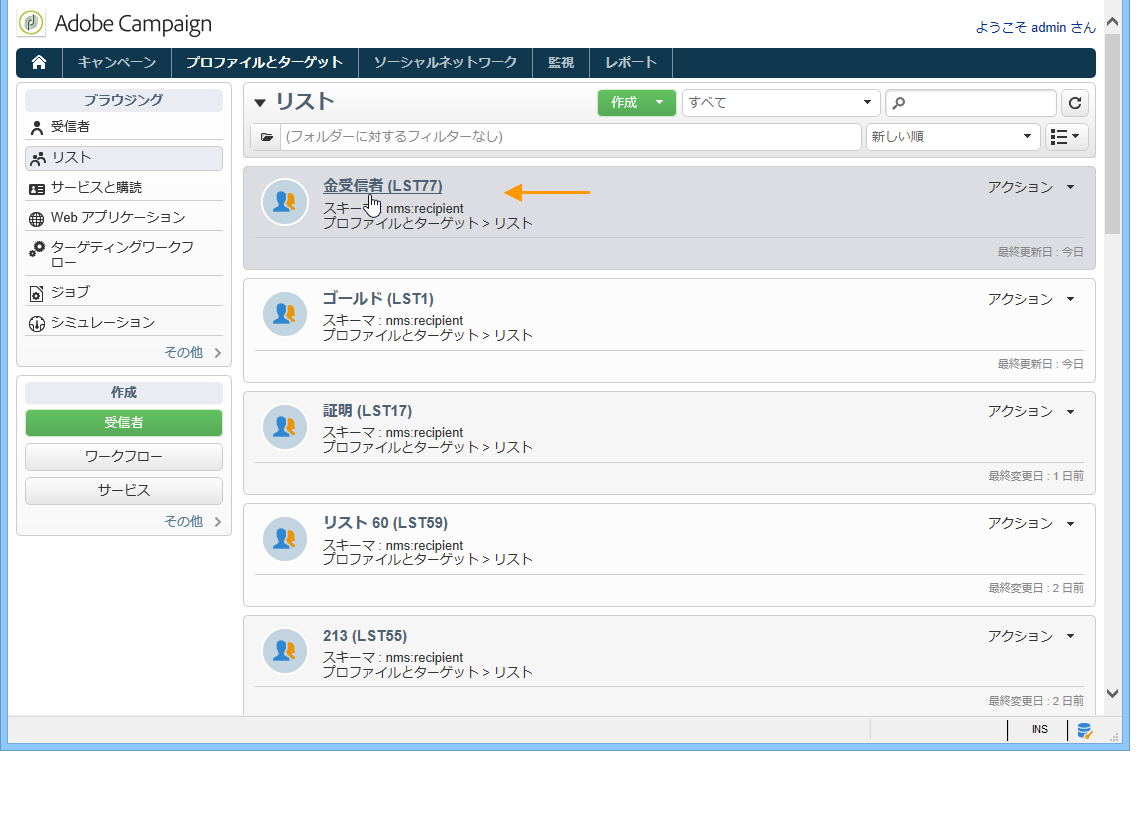 Adobe Campaign
ようこそ admin さん
キャンペーン プロファイルとターゲット ソーシャルネットワーク 監視 レポート
ブラウジング
受信者
リスト
サービスと購読
Web アプリケーション
ターゲティングワークフ
ロー
ジョブ
シミュレーション
その他
作成
受信者
ワークフロー
サービス
その他
リスト 作成 すべて
(フォルダーに対するフィルターなし) 新しい順
金受信者 (LST77) アクション
スキーマ nms:recipient
プロファイルとターゲット > リスト
最終更新日 : 今日
ゴールド (LST1) アクション
スキーマ : nms:recipient
プロファイルとターゲット > リスト
最終更新日 : 今日
証明 (LST17) アクション
スキーマ : nms:recipient
プロファイルとターゲット > リスト
最終変更日 : 1 日前
リスト 60 (LST59) アクション
スキーマ : nms:recipient
プロファイルとターゲット > リスト
最終変更日 : 2 日前
213 (LST55) アクション
スキーマ : nms:recipient
プロファイルとターゲット > リスト
最終変更日 : 2 日前
INS